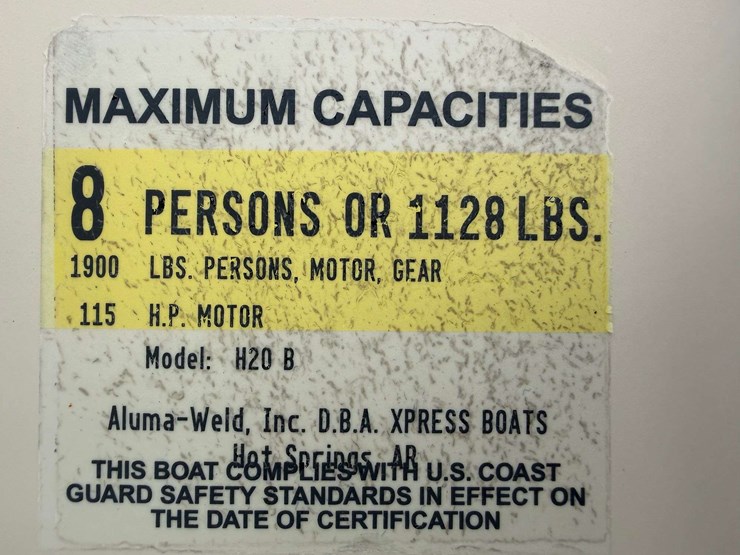 MAXIMUM CAPACITIES
8 PERSONS OR 1128 LBS.
1900 LBS. PERSONS, MOTOR, GEAR
115 H.P. MOTOR
Model: H20 B
Aluma-Weld, Inc. D.B.A. XPRESS BOATS
Hot Springs, AR
THIS BOAT COMPLIES WITH U.S. COAST
GUARD SAFETY STANDARDS IN EFFECT ON
THE DATE OF CERTIFICATION